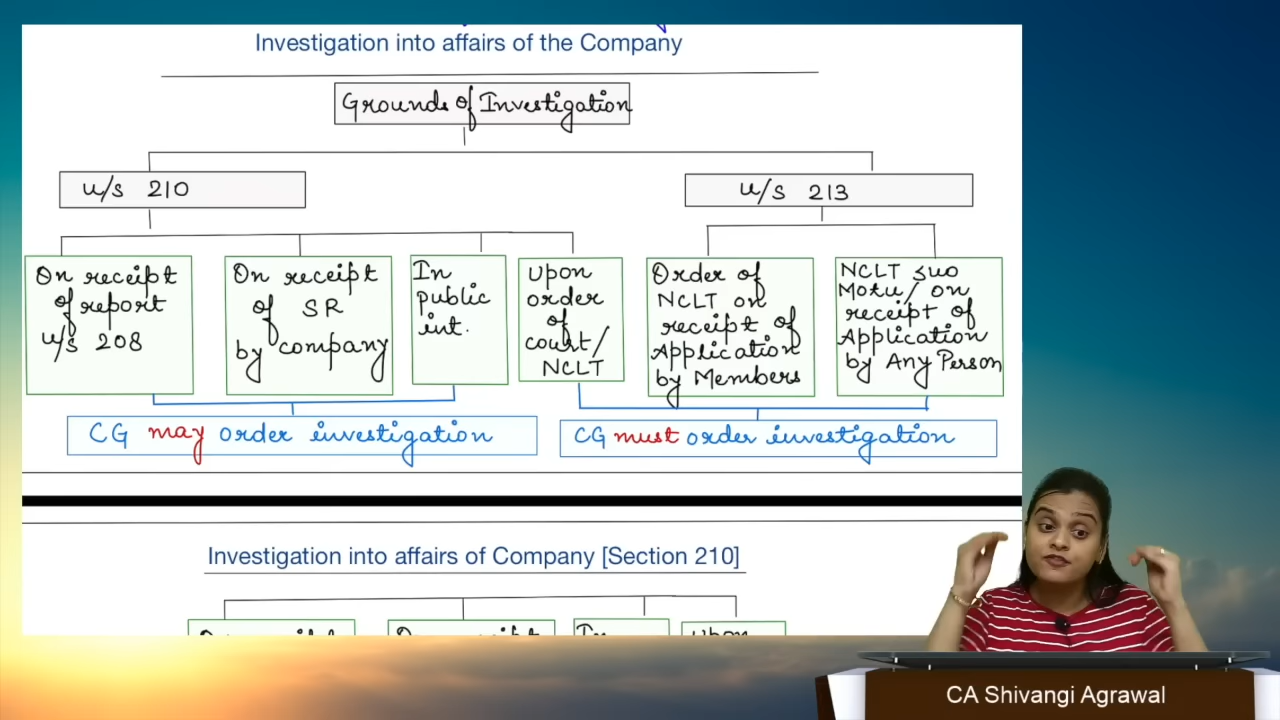 Investigation into affairs of the Company
Grounds of Investigation
u/s 210
u/s 213
On receipt
of report
u/s 208
On receipt
of SR
by company
In
public
int.
Upon
order
of
court/
NCLT
Order of
NCLT on
receipt of
Application
by Members
NCLT suo
Motu/ on
receipt of
Application
by Any Person
CG may order investigation
CG must order investigation
Investigation into affairs of Company [Section 210]
In
Upon
CA Shivangi Agrawal